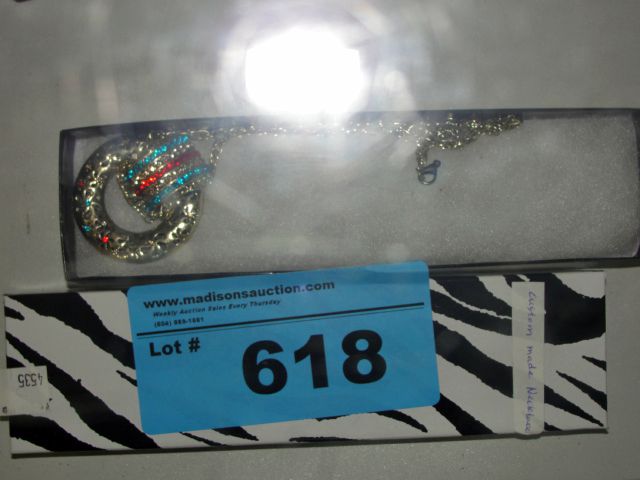 www.madisonsauction.com
Weekly Auction Sales Every Thursday
Lot # 618
custom made Necklace
4535